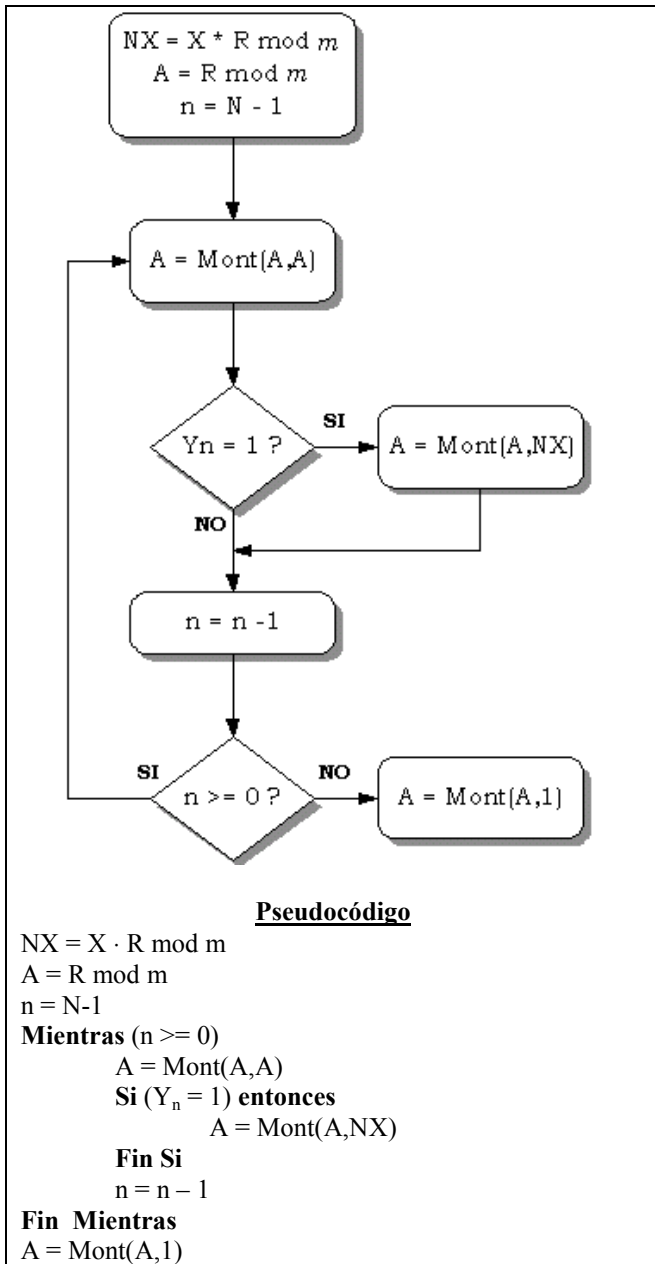 NX = X * R mod m
A = R mod m
n = N - 1
A = Mont(A,A)
Yn = 1 ?
SI
A = Mont(A,NX)
NO
n = n -1
SI
n >= 0 ?
NO
A = Mont(A,1)
Pseudocódigo
NX = X · R mod m
A = R mod m
n = N-1
Mientras (n >= 0)
A = Mont(A,A)
Si (Yn = 1) entonces
A = Mont(A,NX)
Fin Si
n = n – 1
Fin Mientras
A = Mont(A,1)